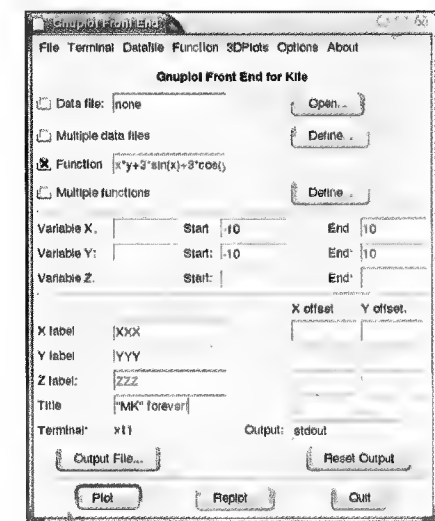 Gnuplot Front End
File Terminal Datafile Function 3DPlots Options About
Gnuplot Front End for Kile
Data file: none Open...
Multiple data files Define...
Function x*y+3*sin(x)+3*cos(y
Multiple functions Define...
Variable X: Start -10 End 10
Variable Y: Start: -10 End: 10
Variable Z: Start: End:
X offset Y offset.
X label XXX
Y label YYY
Z label: ZZZ
Title "MK" forever
Terminal: x11 Output: stdout
Output File... Reset Output
Plot Replot Quit